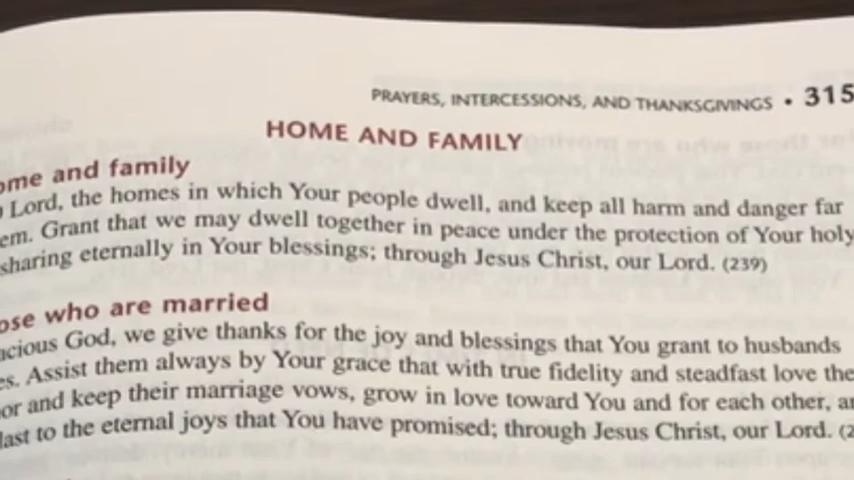 PRAYERS, INTERCESSIONS, AND THANKSGIVINGS • 315
HOME AND FAMILY
ome and family
Lord, the homes in which Your people dwell, and keep all harm and danger far
em. Grant that we may dwell together in peace under the protection of Your holy
sharing eternally in Your blessings; through Jesus Christ, our Lord. (239)
ose who are married
acious God, we give thanks for the joy and blessings that You grant to husbands
es. Assist them always by Your grace that with true fidelity and steadfast love the
or and keep their marriage vows, grow in love toward You and for each other, a
last to the eternal joys that You have promised; through Jesus Christ, our Lord. (2